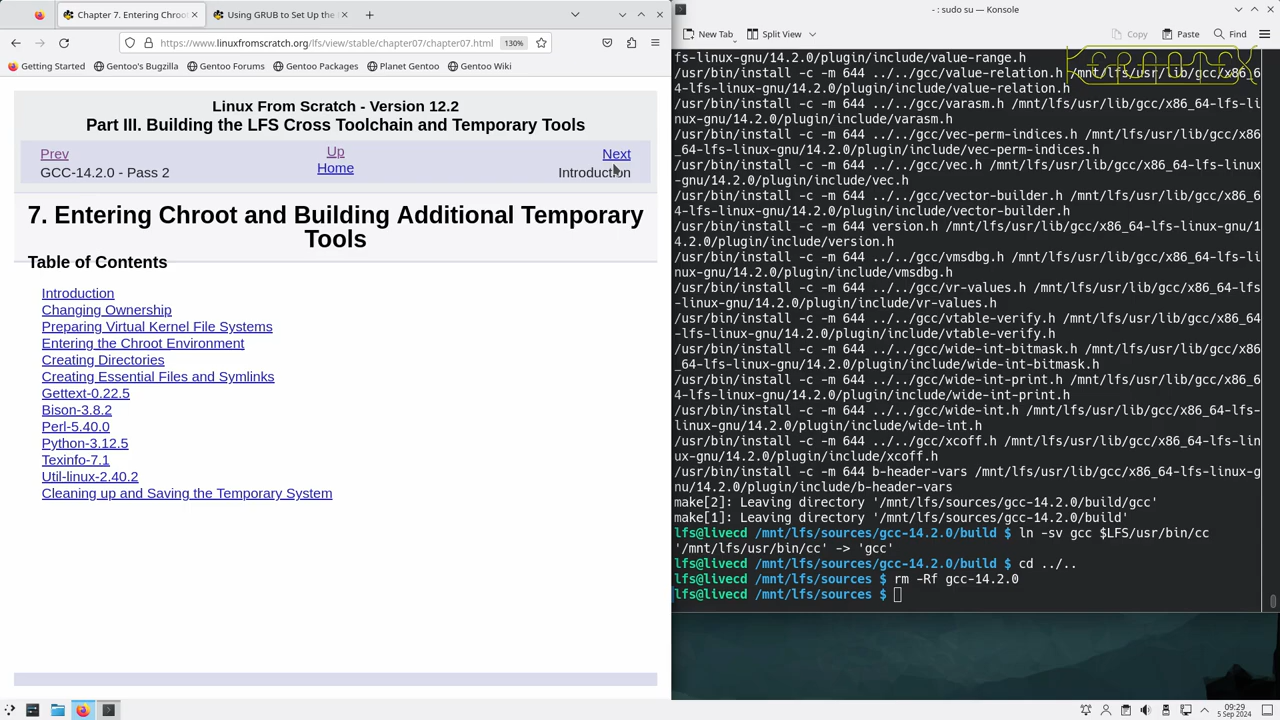 Chapter 7. Entering Chroot
Using GRUB to Set Up the
https://www.linuxfromscratch.org/lfs/view/stable/chapter07/chapter07.html
130%
Getting Started
Gentoo's Bugzilla
Gentoo Forums
Gentoo Packages
Planet Gentoo
Gentoo Wiki
Linux From Scratch - Version 12.2
Part III. Building the LFS Cross Toolchain and Temporary Tools
Prev
Up
Next
GCC-14.2.0 - Pass 2
Home
Introduction
7. Entering Chroot and Building Additional Temporary
Tools
Table of Contents
Introduction
Changing Ownership
Preparing Virtual Kernel File Systems
Entering the Chroot Environment
Creating Directories
Creating Essential Files and Symlinks
Gettext-0.22.5
Bison-3.8.2
Perl-5.40.0
Python-3.12.5
Texinfo-7.1
Util-linux-2.40.2
Cleaning up and Saving the Temporary System
- : sudo su — Konsole
New Tab
Split View
Copy
Paste
Find
KERNOTEX
fs-linux-gnu/14.2.0/plugin/include/value-range.h
/usr/bin/install -c -m 644 ../../gcc/value-relation.h /mnt/lfs/usr/lib/gcc/x86_6
4-lfs-linux-gnu/14.2.0/plugin/include/value-relation.h
/usr/bin/install -c -m 644 ../../gcc/varasm.h /mnt/lfs/usr/lib/gcc/x86_64-lfs-li
nux-gnu/14.2.0/plugin/include/varasm.h
/usr/bin/install -c -m 644 ../../gcc/vec-perm-indices.h /mnt/lfs/usr/lib/gcc/x86
_64-lfs-linux-gnu/14.2.0/plugin/include/vec-perm-indices.h
/usr/bin/install -c -m 644 ../../gcc/vec.h /mnt/lfs/usr/lib/gcc/x86_64-lfs-linux
-gnu/14.2.0/plugin/include/vec.h
/usr/bin/install -c -m 644 ../../gcc/vector-builder.h /mnt/lfs/usr/lib/gcc/x86_6
4-lfs-linux-gnu/14.2.0/plugin/include/vector-builder.h
/usr/bin/install -c -m 644 version.h /mnt/lfs/usr/lib/gcc/x86_64-lfs-linux-gnu/1
4.2.0/plugin/include/version.h
/usr/bin/install -c -m 644 ../../gcc/vmsdbg.h /mnt/lfs/usr/lib/gcc/x86_64-lfs-li
nux-gnu/14.2.0/plugin/include/vmsdbg.h
/usr/bin/install -c -m 644 ../../gcc/vr-values.h /mnt/lfs/usr/lib/gcc/x86_64-lfs
-linux-gnu/14.2.0/plugin/include/vr-values.h
/usr/bin/install -c -m 644 ../../gcc/vtable-verify.h /mnt/lfs/usr/lib/gcc/x86_64
-lfs-linux-gnu/14.2.0/plugin/include/vtable-verify.h
/usr/bin/install -c -m 644 ../../gcc/wide-int-bitmask.h /mnt/lfs/usr/lib/gcc/x86
_64-lfs-linux-gnu/14.2.0/plugin/include/wide-int-bitmask.h
/usr/bin/install -c -m 644 ../../gcc/wide-int-print.h /mnt/lfs/usr/lib/gcc/x86_6
4-lfs-linux-gnu/14.2.0/plugin/include/wide-int-print.h
/usr/bin/install -c -m 644 ../../gcc/wide-int.h /mnt/lfs/usr/lib/gcc/x86_64-lfs-
linux-gnu/14.2.0/plugin/include/wide-int.h
/usr/bin/install -c -m 644 ../../gcc/xcoff.h /mnt/lfs/usr/lib/gcc/x86_64-lfs-lin
ux-gnu/14.2.0/plugin/include/xcoff.h
/usr/bin/install -c -m 644 b-header-vars /mnt/lfs/usr/lib/gcc/x86_64-lfs-linux-g
nu/14.2.0/plugin/include/b-header-vars
make[2]: Leaving directory '/mnt/lfs/sources/gcc-14.2.0/build/gcc'
make[1]: Leaving directory '/mnt/lfs/sources/gcc-14.2.0/build'
lfs@livecd /mnt/lfs/sources/gcc-14.2.0/build $ ln -sv gcc $LFS/usr/bin/cc
'/mnt/lfs/usr/bin/cc' -> 'gcc'
lfs@livecd /mnt/lfs/sources/gcc-14.2.0/build $ cd ../..
lfs@livecd /mnt/lfs/sources $ rm -Rf gcc-14.2.0
lfs@livecd /mnt/lfs/sources $
09:29
5 Sep 2024